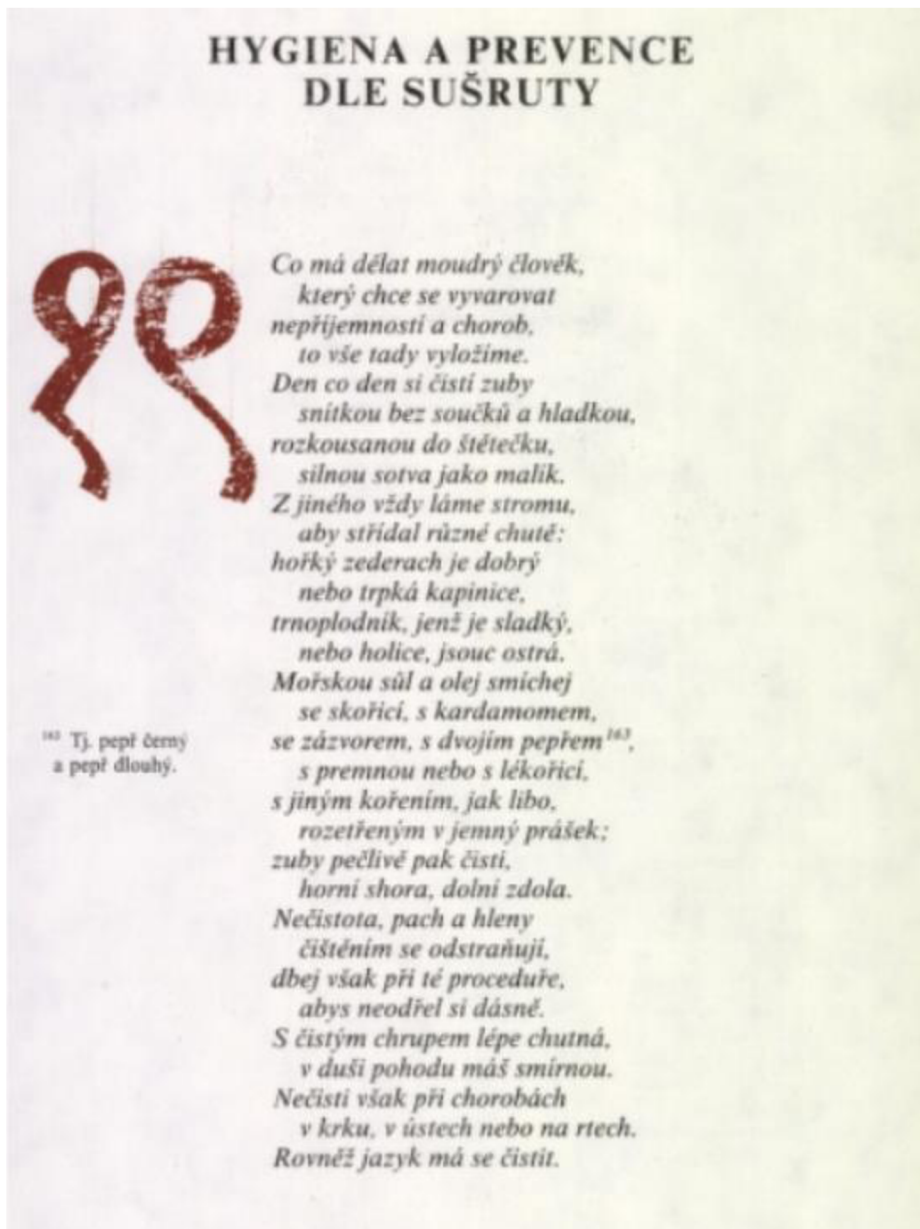 HYGIENA A PREVENCE
DLE SUŠRUTY
११
Co má dělat moudrý člověk,
který chce se vyvarovat
nepříjemností a chorob,
to vše tady vyložíme.
Den co den si čistí zuby
snítkou bez součků a hladkou,
rozkousanou do štětečku,
silnou sotva jako malík.
Z jiného vždy láme stromu,
aby střídal různé chutě:
hořký zederach je dobrý
nebo trpká kapinice,
trnoplodník, jenž je sladký,
nebo holice, jsouc ostrá.
Mořskou sůl a olej smíchej
se skořicí, s kardamomem,
se zázvorem, s dvojím pepřem¹⁶³,
s premnou nebo s lékořicí,
s jiným kořením, jak libo,
rozetřeným v jemný prášek;
zuby pečlivě pak čistí,
horní shora, dolní zdola.
Nečistota, pach a hleny
čištěním se odstraňují,
dbej však při té proceduře,
abys neodřel si dásně.
S čistým chrupem lépe chutná,
v duši pohodu máš smírnou.
Nečisti však při chorobách
v krku, v ústech nebo na rtech.
Rovněž jazyk má se čistit.
¹⁶³ Tj. pepř černý
a pepř dlouhý.